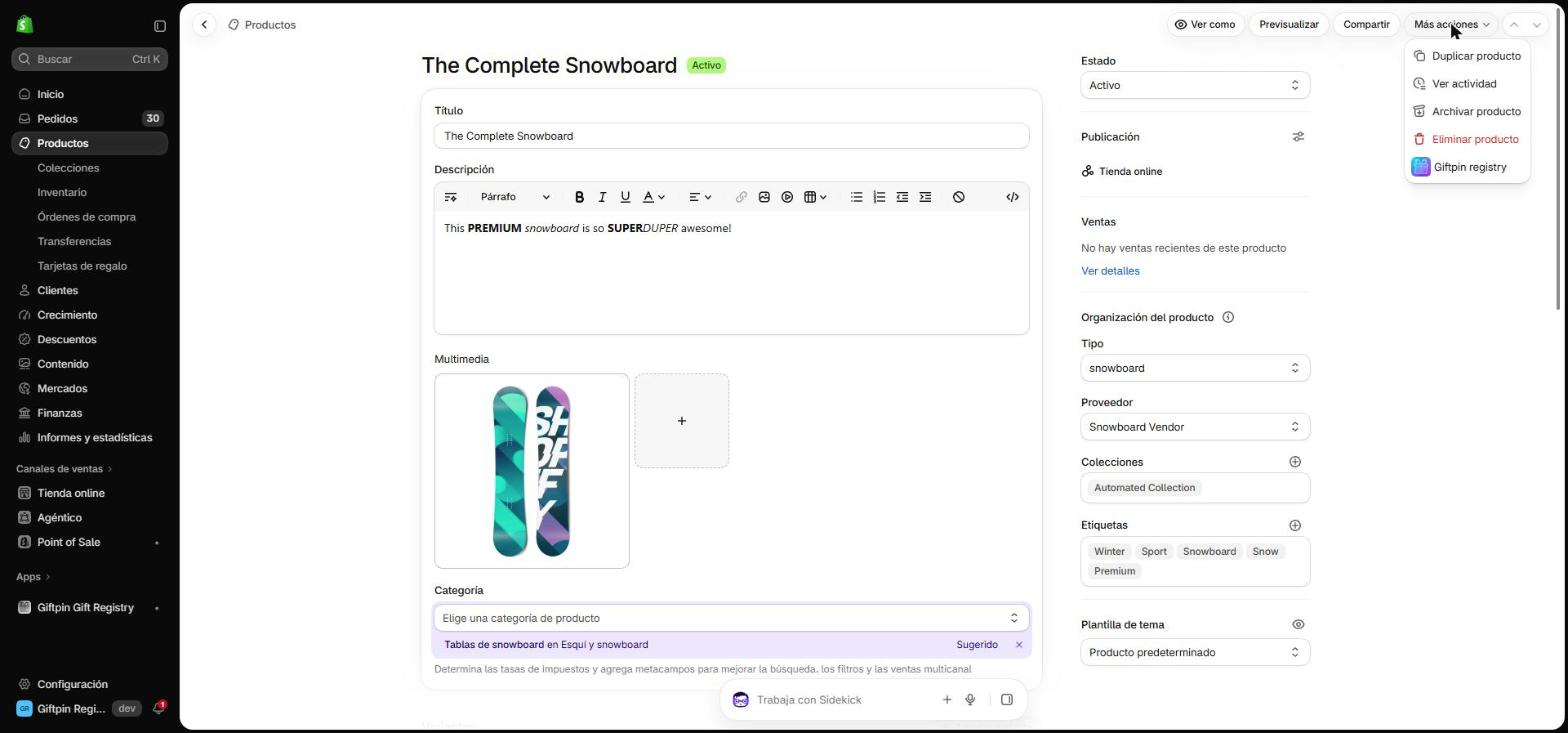 Buscar Ctrl K
Inicio
Pedidos 30
Productos
Colecciones
Inventario
Órdenes de compra
Transferencias
Tarjetas de regalo
Clientes
Crecimiento
Descuentos
Contenido
Mercados
Finanzas
Informes y estadísticas
Canales de ventas
Tienda online
Agéntico
Point of Sale
Apps
Giftpin Gift Registry
Configuración
GR Giftpin Regi... dev 1
Productos
Ver como Previsualizar Compartir Más acciones
Duplicar producto
Ver actividad
Archivar producto
Eliminar producto
Giftpin registry
The Complete Snowboard Activo
Título
The Complete Snowboard
Descripción
Párrafo B I U A
This PREMIUM snowboard is so SUPERDUPER awesome!
Multimedia
SH
OP
IF
Y
Categoría
Elige una categoría de producto
Tablas de snowboard en Esquí y snowboard Sugerido
Determina las tasas de impuestos y agrega metacampos para mejorar la búsqueda, los filtros y las ventas multicanal
Trabaja con Sidekick
Estado
Activo
Publicación
Tienda online
Ventas
No hay ventas recientes de este producto
Ver detalles
Organización del producto
Tipo
snowboard
Proveedor
Snowboard Vendor
Colecciones
Automated Collection
Etiquetas
Winter Sport Snowboard Snow
Premium
Plantilla de tema
Producto predeterminado